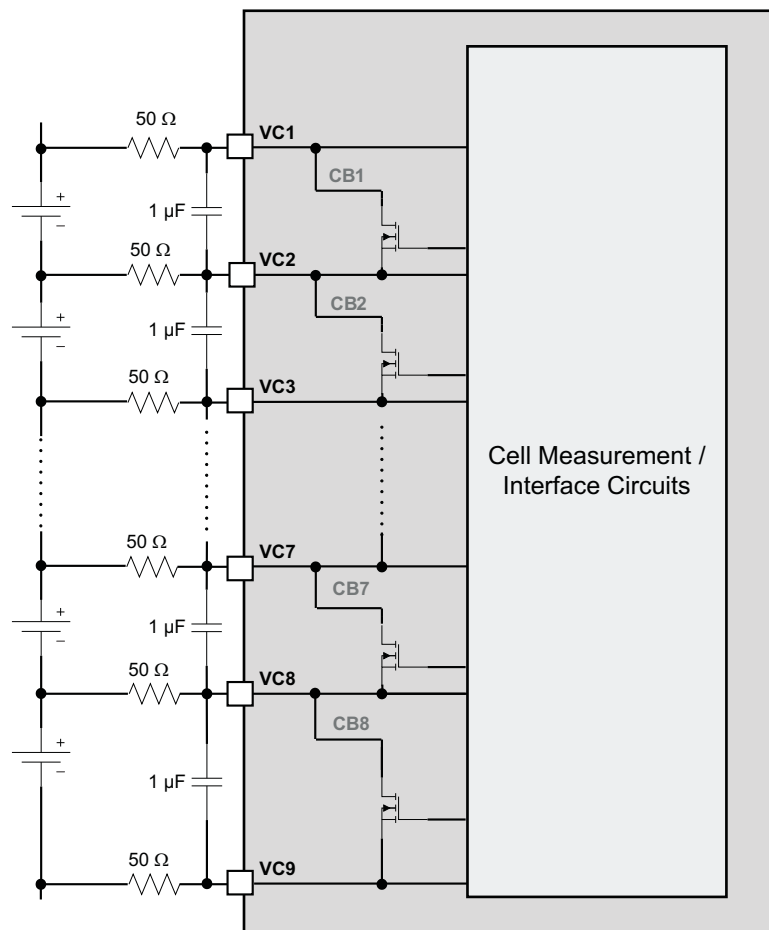 50 Ω
VC1
CB1
+
1 µF
–
50 Ω
VC2
CB2
+
1 µF
–
50 Ω
VC3
Cell Measurement /
Interface Circuits
50 Ω
VC7
CB7
+
1 µF
–
50 Ω
VC8
CB8
+
1 µF
–
50 Ω
VC9